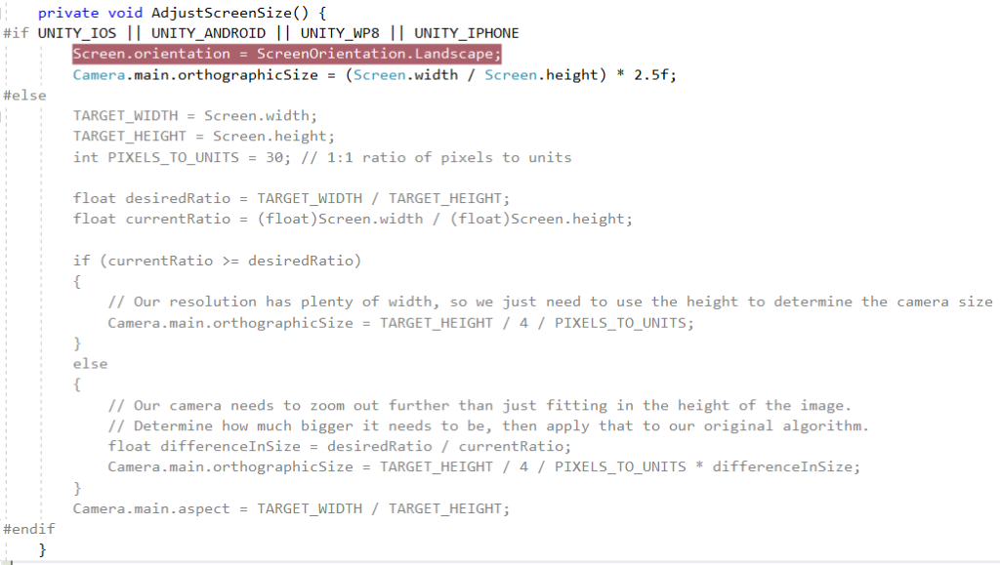 private void AdjustScreenSize() {
#if UNITY_IOS || UNITY_ANDROID || UNITY_WP8 || UNITY_IPHONE
Screen.orientation = ScreenOrientation.Landscape;
Camera.main.orthographicSize = (Screen.width / Screen.height) * 2.5f;
#else
TARGET_WIDTH = Screen.width;
TARGET_HEIGHT = Screen.height;
int PIXELS_TO_UNITS = 30; // 1:1 ratio of pixels to units
float desiredRatio = TARGET_WIDTH / TARGET_HEIGHT;
float currentRatio = (float)Screen.width / (float)Screen.height;
if (currentRatio >= desiredRatio)
{
// Our resolution has plenty of width, so we just need to use the height to determine the camera size
Camera.main.orthographicSize = TARGET_HEIGHT / 4 / PIXELS_TO_UNITS;
}
else
{
// Our camera needs to zoom out further than just fitting in the height of the image.
// Determine how much bigger it needs to be, then apply that to our original algorithm.
float differenceInSize = desiredRatio / currentRatio;
Camera.main.orthographicSize = TARGET_HEIGHT / 4 / PIXELS_TO_UNITS * differenceInSize;
}
Camera.main.aspect = TARGET_WIDTH / TARGET_HEIGHT;
#endif
}